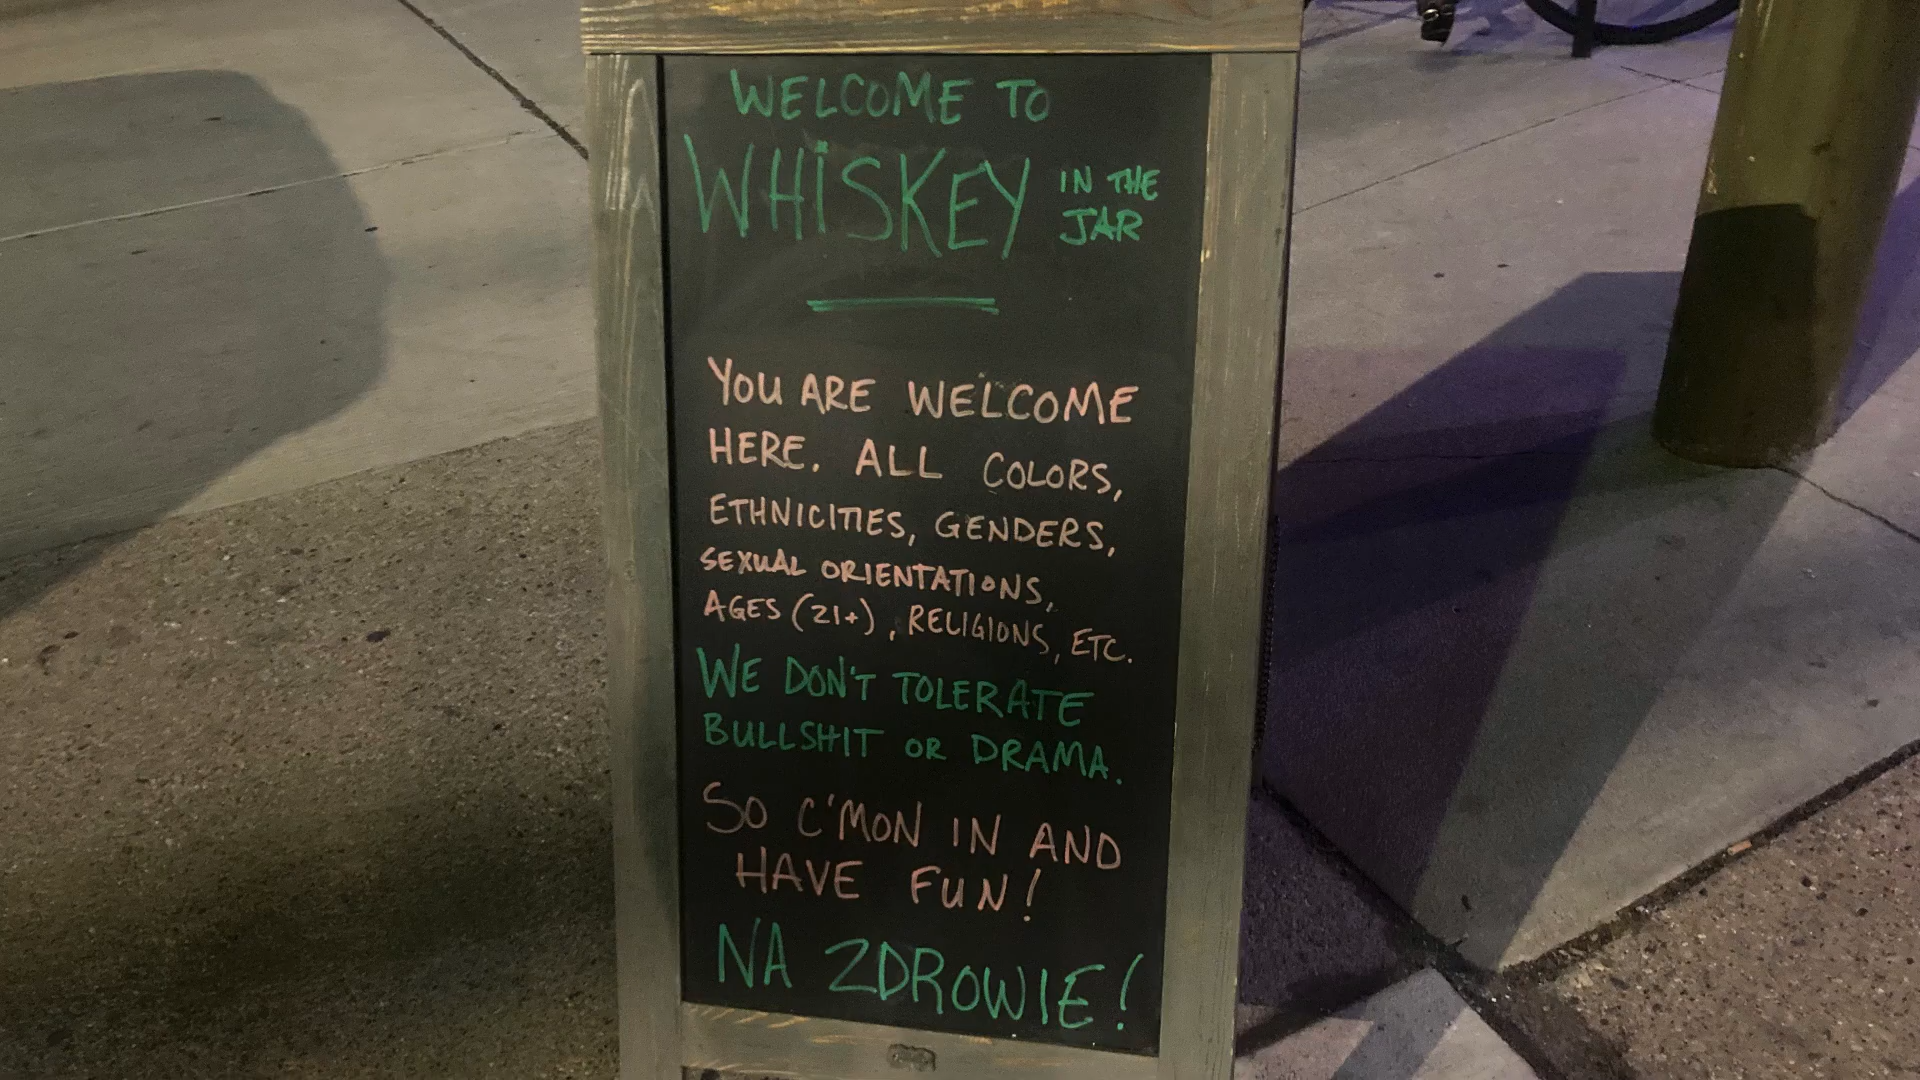 WELCOME TO
WHiSKEY IN THE
JAR
YOU ARE WELCOME
HERE. ALL COLORS,
ETHNICITIES, GENDERS,
SEXUAL ORIENTATIONS,
AGES (21+), RELIGIONS, ETC.
WE DON'T TOLERATE
BULLSHIT OR DRAMA.
SO C'MON IN AND
HAVE FUN!
NA ZDROWIE!